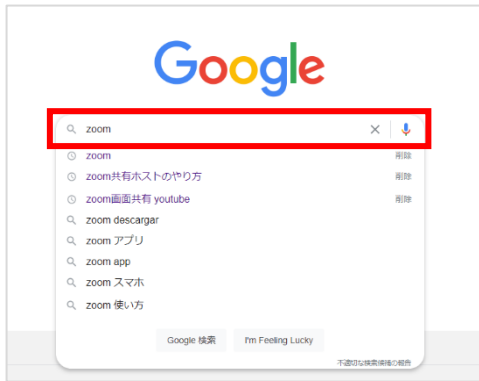 Google
zoom
zoom 削除
zoom共有ホストのやり方 削除
zoom画面共有 youtube 削除
zoom descargar
zoom アプリ
zoom app
zoom スマホ
zoom 使い方
Google 検索 I'm Feeling Lucky
不適切な検索候補の報告